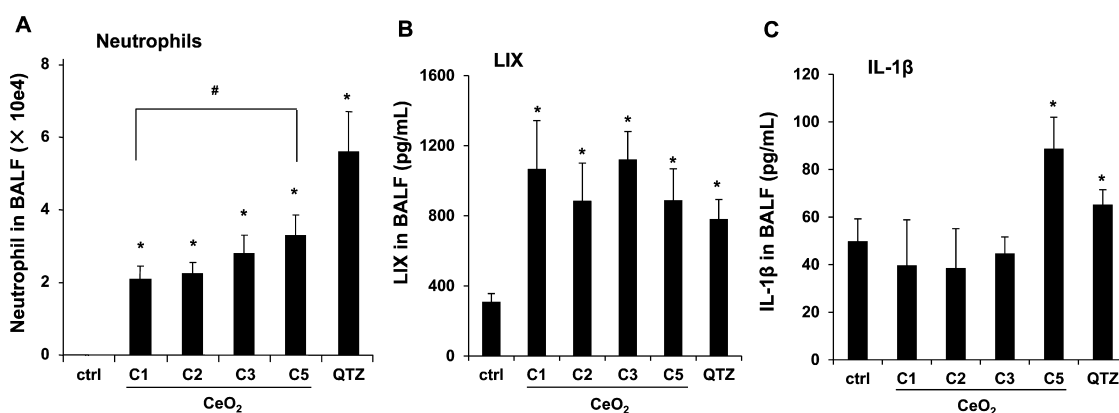 A
Neutrophils
Neutrophil in BALF (× 10e4)
8
6
4
2
0
#
*
*
*
*
*
ctrl C1 C2 C3 C5 QTZ
CeO₂
B
LIX
LIX in BALF (pg/mL)
1600
1200
800
400
0
*
*
*
*
*
ctrl C1 C2 C3 C5 QTZ
CeO₂
C
IL-1β
IL-1β in BALF (pg/mL)
120
100
80
60
40
20
0
*
*
ctrl C1 C2 C3 C5 QTZ
CeO₂